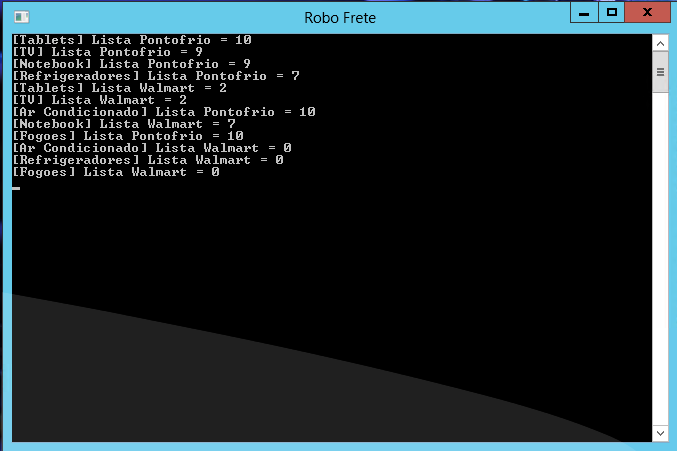 Robo Frete
[Tablets] Lista Pontofrio = 10
[TV] Lista Pontofrio = 9
[Notebook] Lista Pontofrio = 9
[Refrigeradores] Lista Pontofrio = 7
[Tablets] Lista Walmart = 2
[TV] Lista Walmart = 2
[Ar Condicionado] Lista Pontofrio = 10
[Notebook] Lista Walmart = 7
[Fogoes] Lista Pontofrio = 10
[Ar Condicionado] Lista Walmart = 0
[Refrigeradores] Lista Walmart = 0
[Fogoes] Lista Walmart = 0